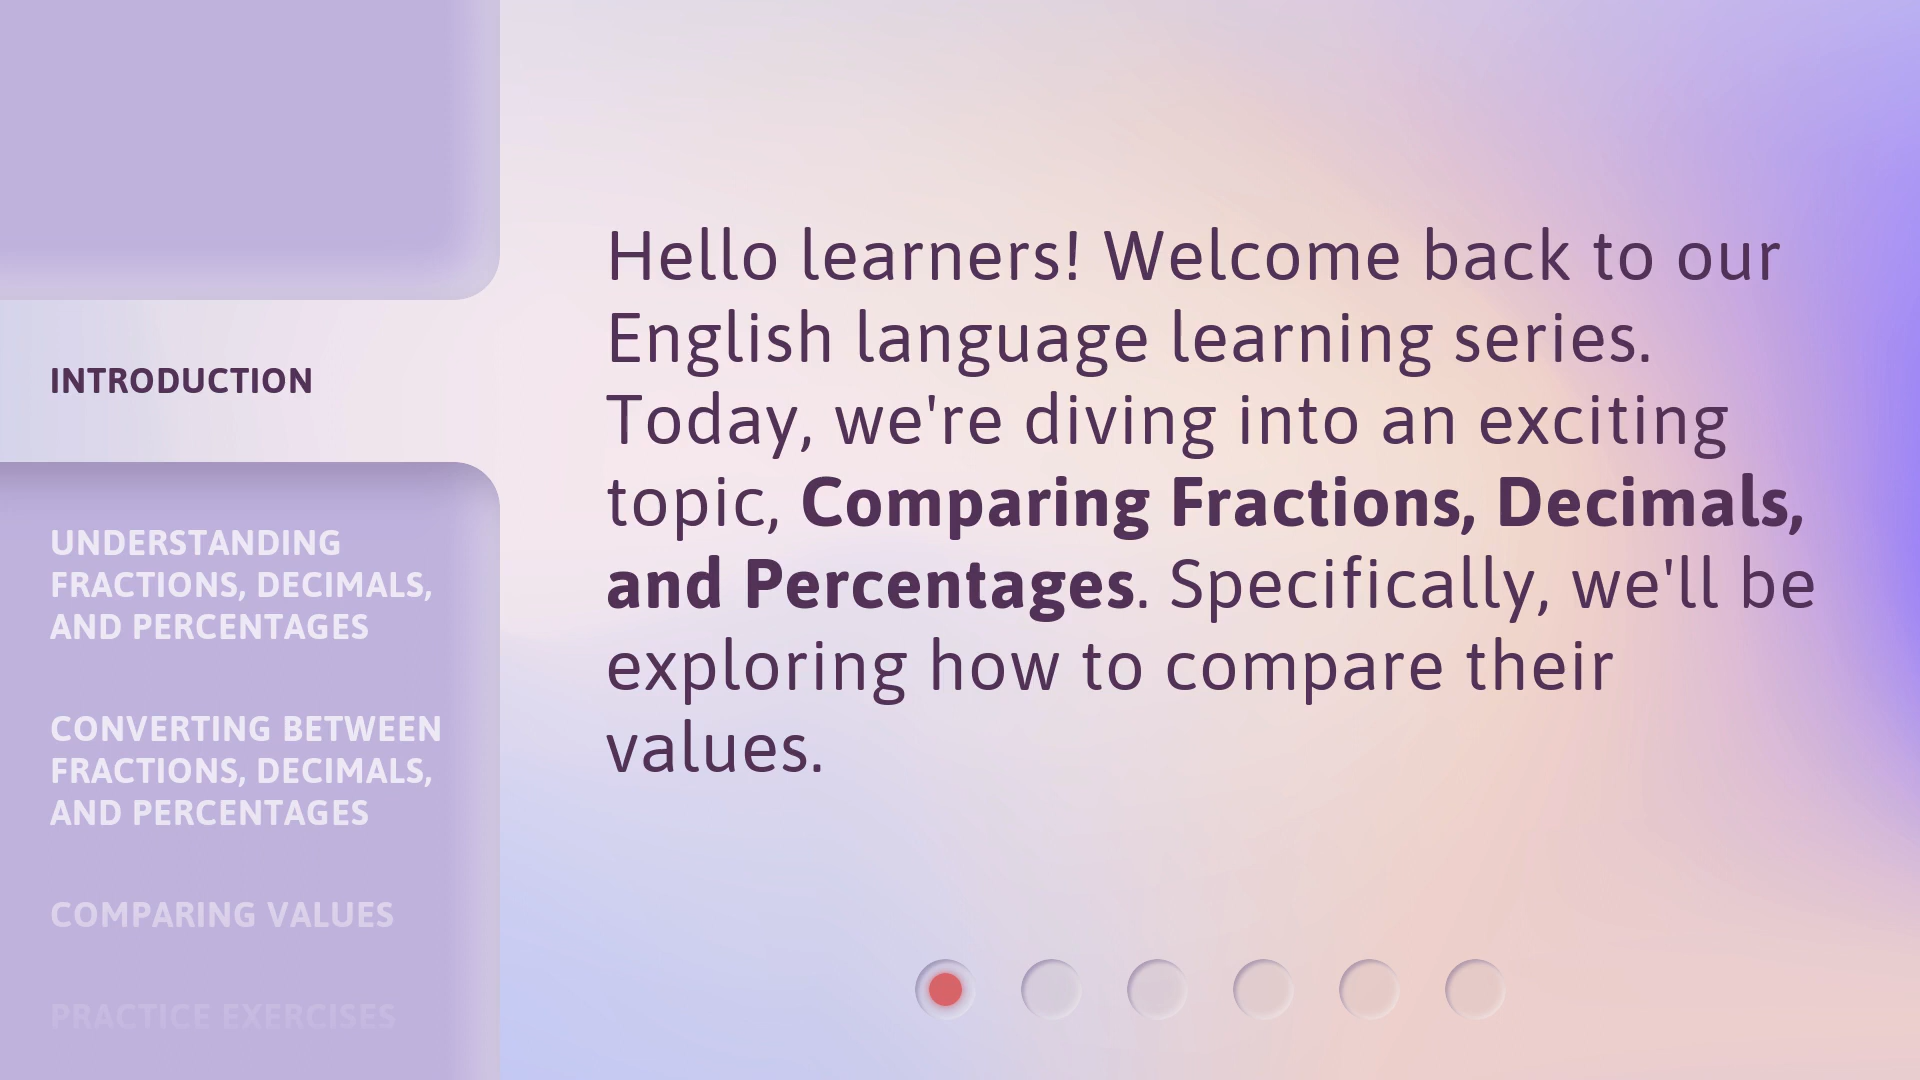 INTRODUCTION
UNDERSTANDING
FRACTIONS, DECIMALS,
AND PERCENTAGES
CONVERTING BETWEEN
FRACTIONS, DECIMALS,
AND PERCENTAGES
COMPARING VALUES
PRACTICE EXERCISES
Hello learners! Welcome back to our
English language learning series.
Today, we're diving into an exciting
topic, Comparing Fractions, Decimals,
and Percentages. Specifically, we'll be
exploring how to compare their
values.